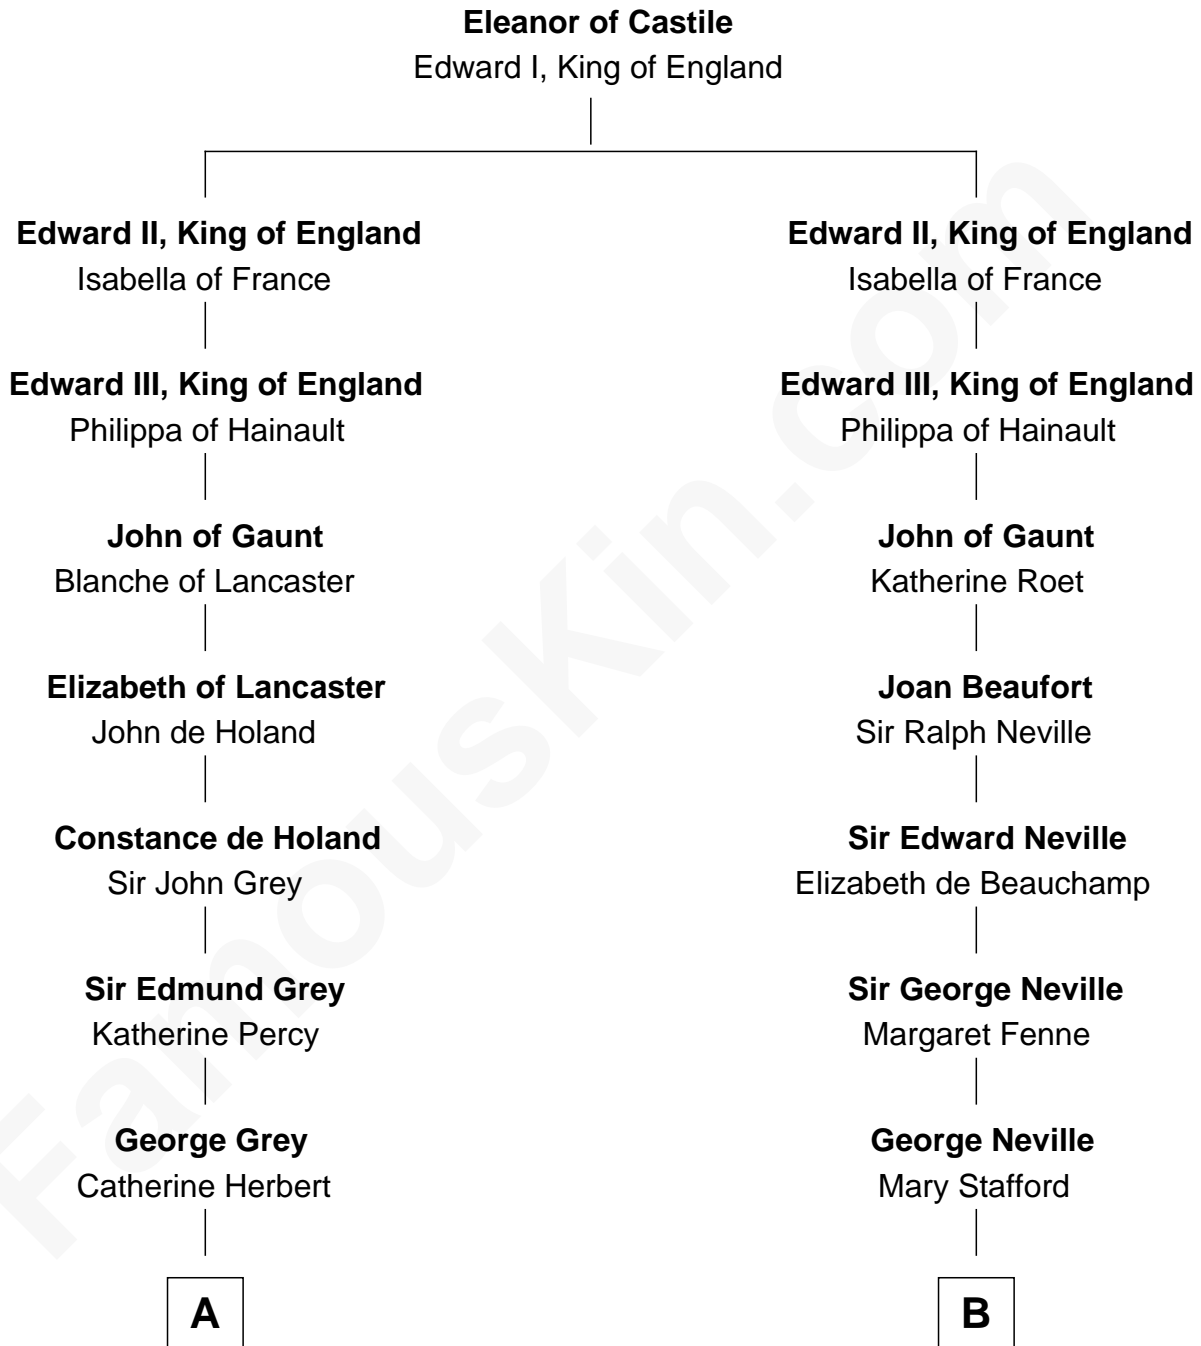 Eleanor of Castile
Edward I, King of England
Edward II, King of England
Isabella of France
Edward III, King of England
Philippa of Hainault
John of Gaunt
Blanche of Lancaster
Elizabeth of Lancaster
John de Holand
Constance de Holand
Sir John Grey
Sir Edmund Grey
Katherine Percy
George Grey
Catherine Herbert
A
Edward II, King of England
Isabella of France
Edward III, King of England
Philippa of Hainault
John of Gaunt
Katherine Roet
Joan Beaufort
Sir Ralph Neville
Sir Edward Neville
Elizabeth de Beauchamp
Sir George Neville
Margaret Fenne
George Neville
Mary Stafford
B
FamousKin.com